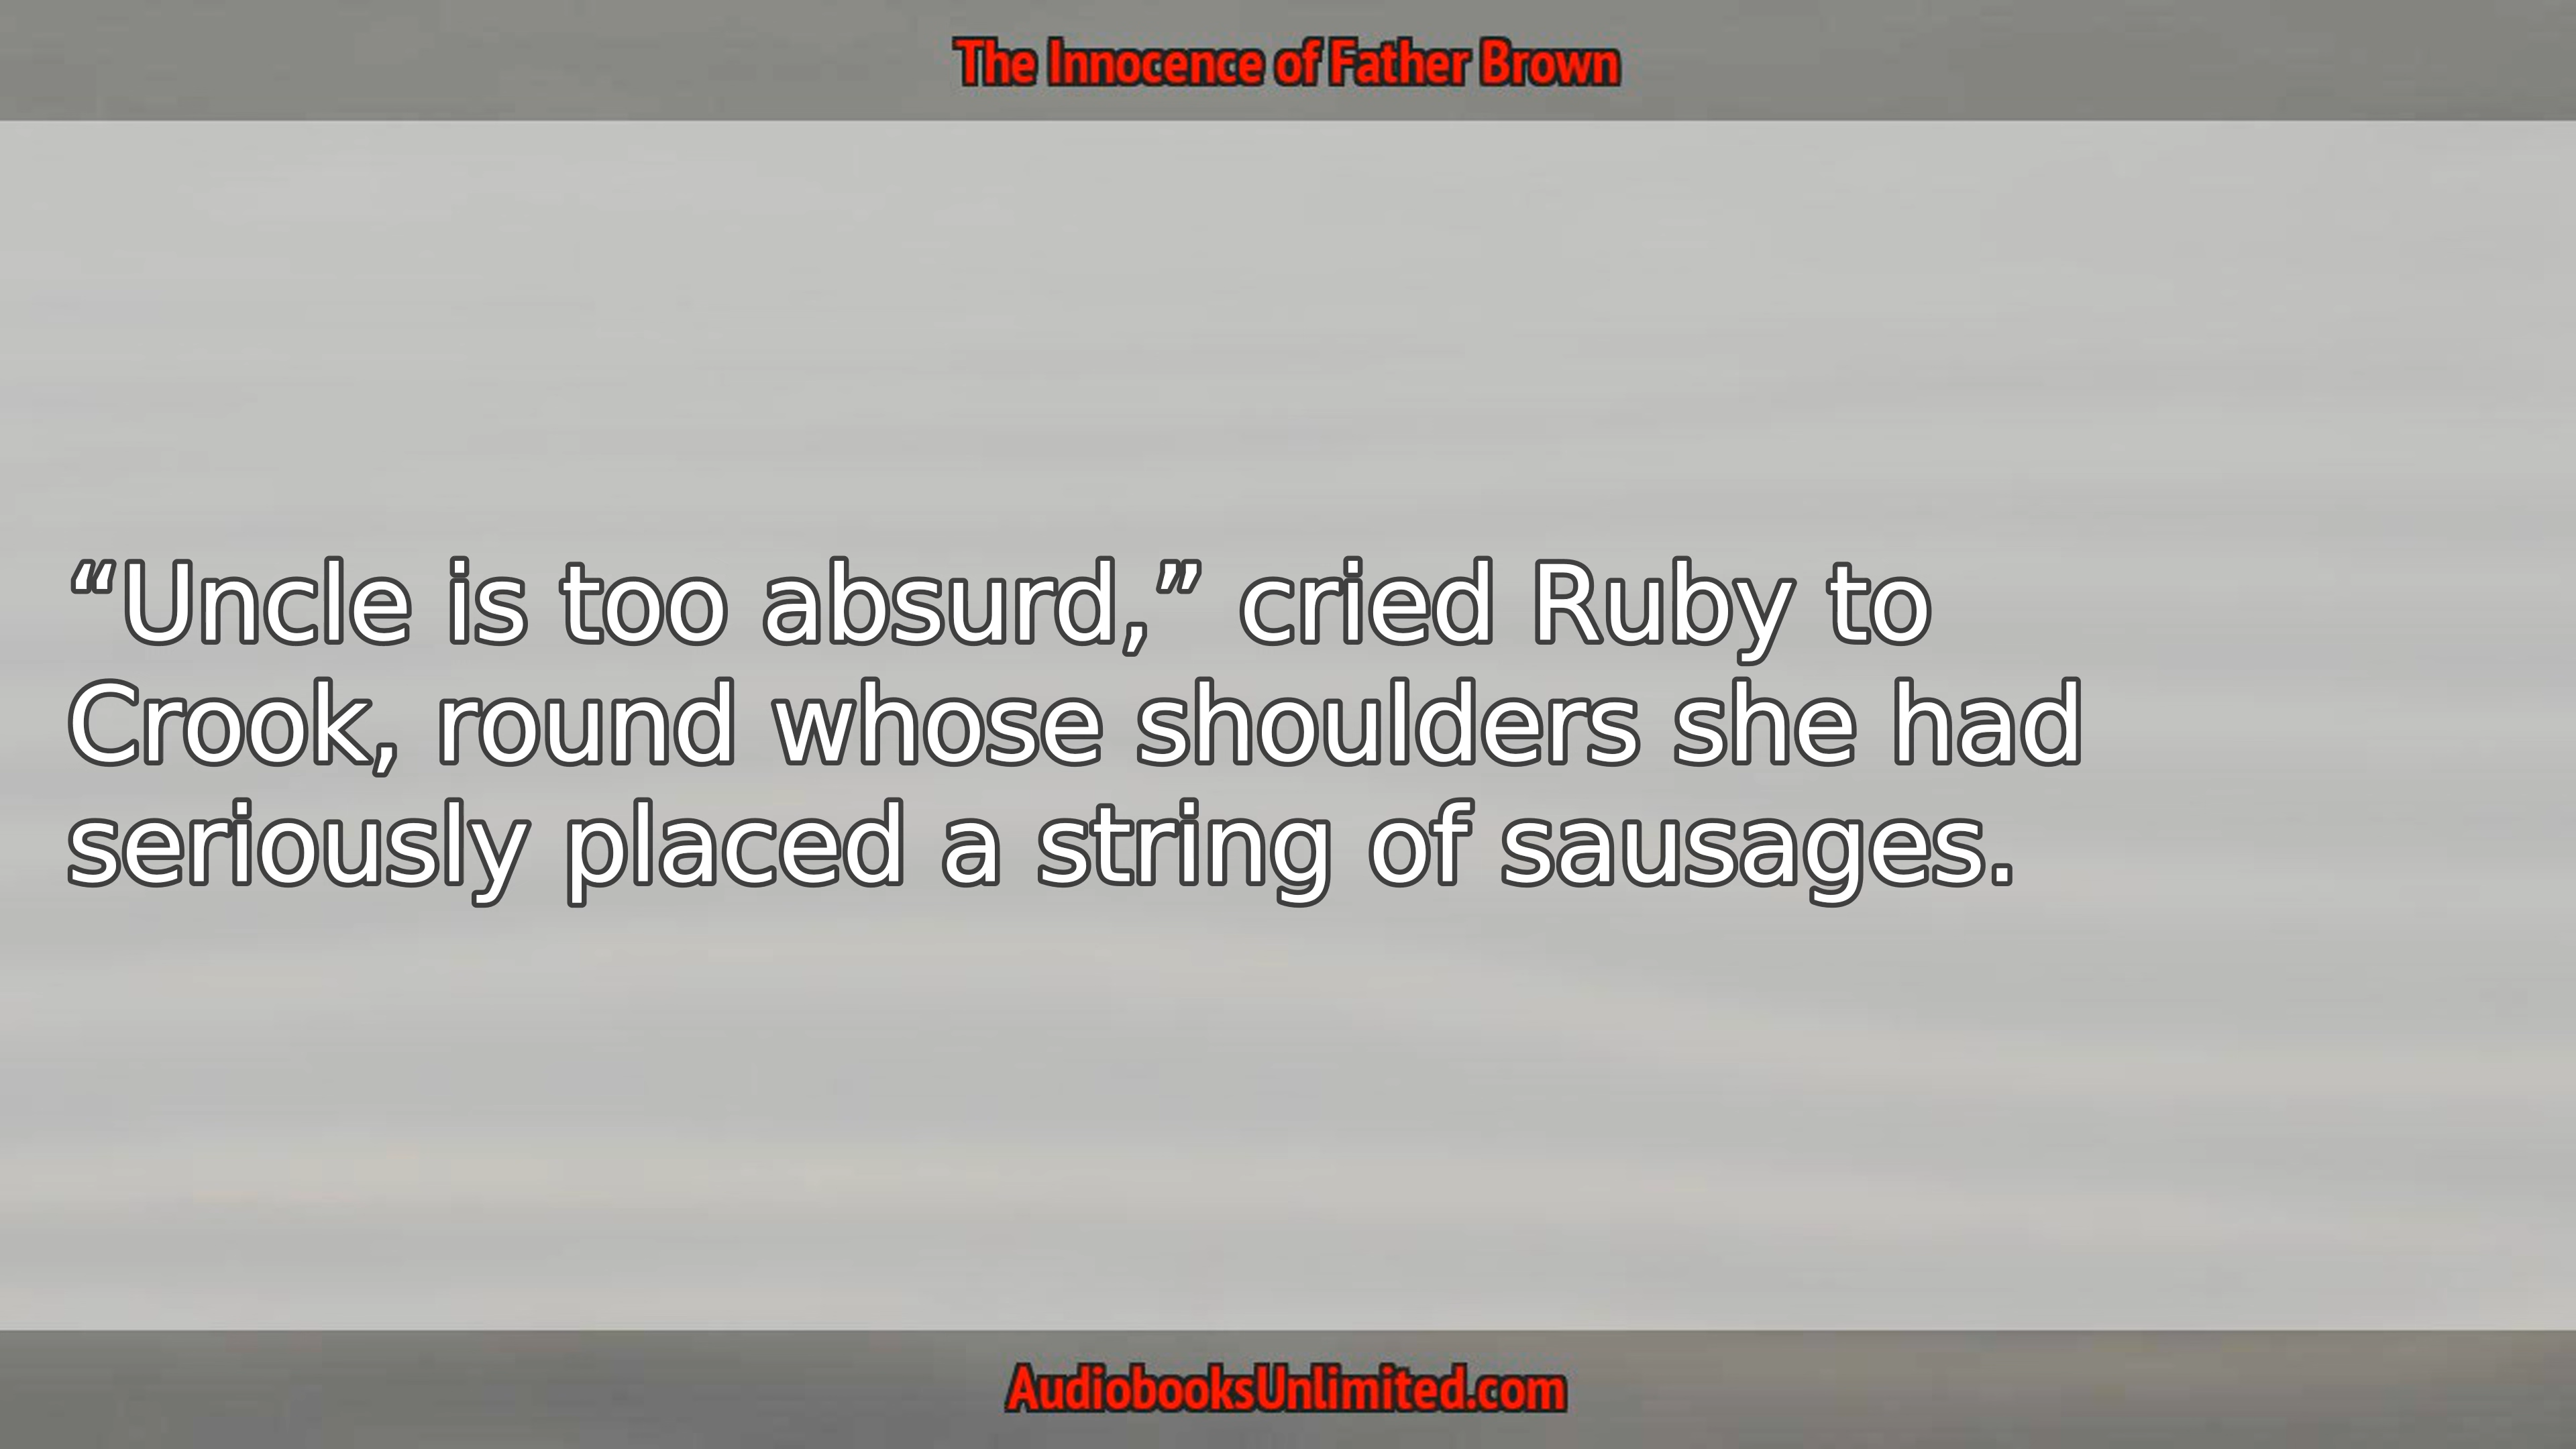 The Innocence of Father Brown
“Uncle is too absurd,” cried Ruby to
Crook, round whose shoulders she had
seriously placed a string of sausages.
AudiobooksUnlimited.com